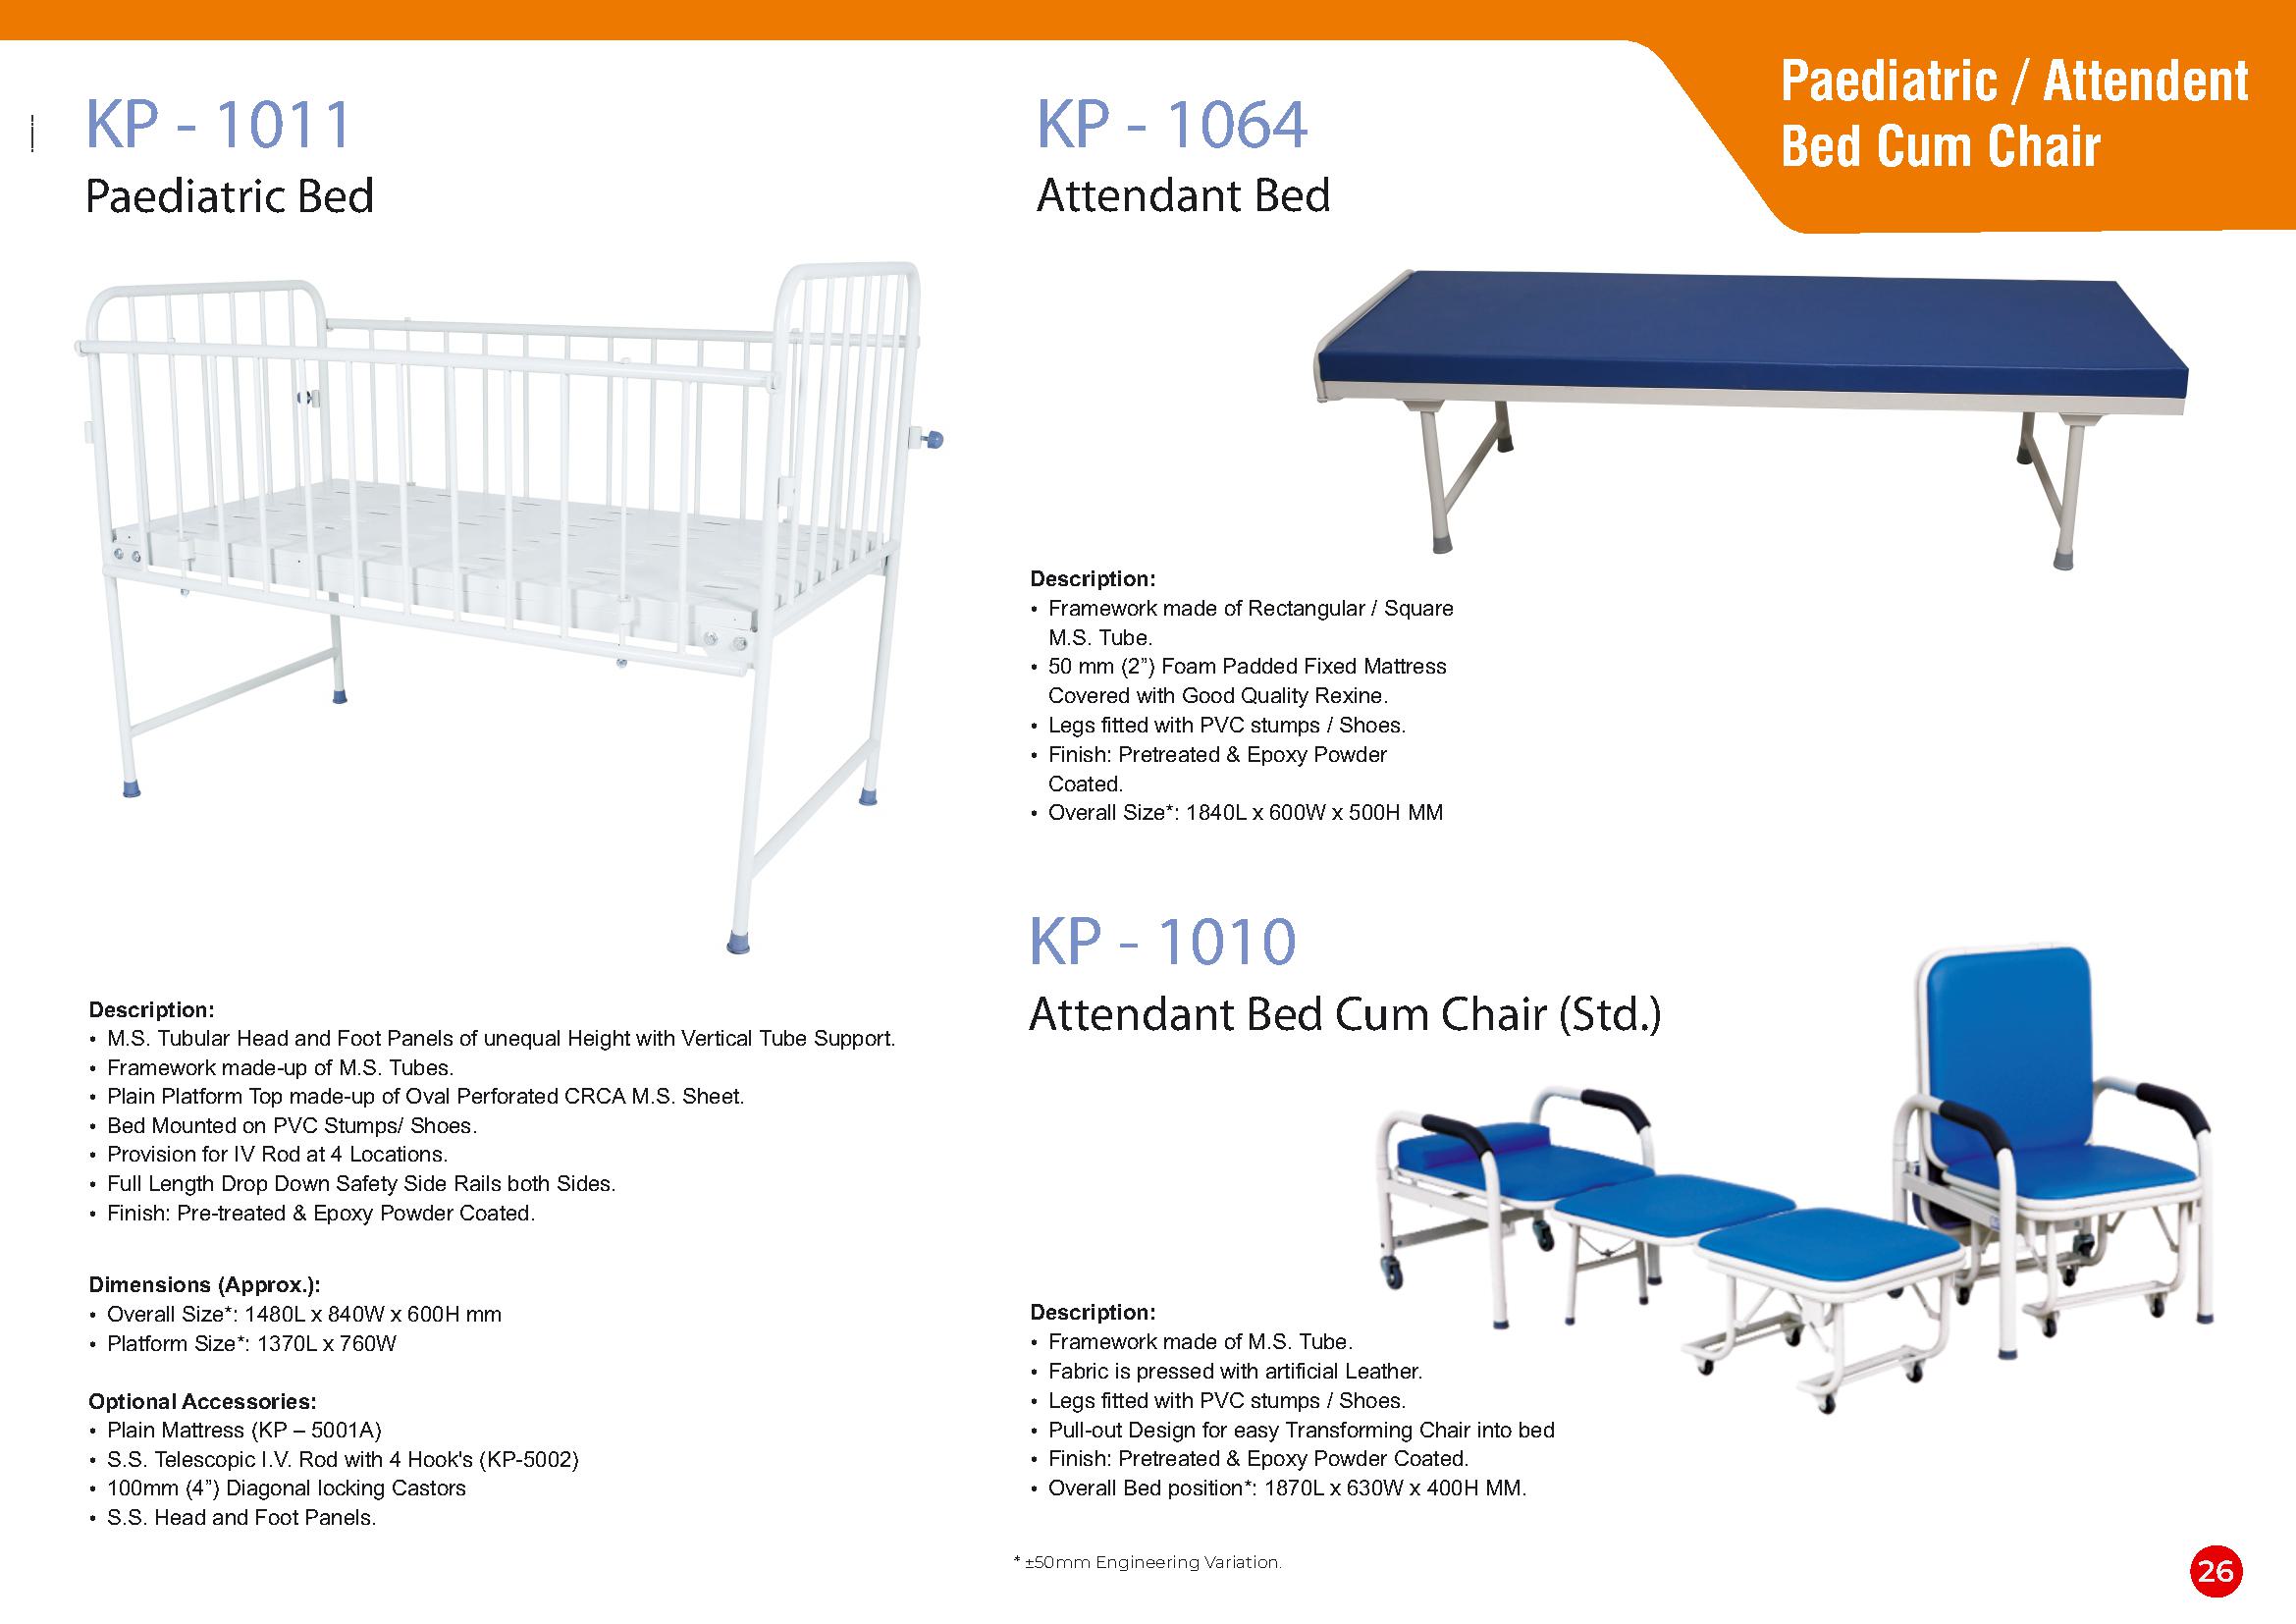 Paediatric / Attendent
Bed Cum Chair
KP - 1011
Paediatric Bed
Description:
• M.S. Tubular Head and Foot Panels of unequal Height with Vertical Tube Support.
• Framework made-up of M.S. Tubes.
• Plain Platform Top made-up of Oval Perforated CRCA M.S. Sheet.
• Bed Mounted on PVC Stumps/ Shoes.
• Provision for IV Rod at 4 Locations.
• Full Length Drop Down Safety Side Rails both Sides.
• Finish: Pre-treated & Epoxy Powder Coated.
Dimensions (Approx.):
• Overall Size*: 1480L x 840W x 600H mm
• Platform Size*: 1370L x 760W
Optional Accessories:
• Plain Mattress (KP – 5001A)
• S.S. Telescopic I.V. Rod with 4 Hook's (KP-5002)
• 100mm (4”) Diagonal locking Castors
• S.S. Head and Foot Panels.
KP - 1064
Attendant Bed
Description:
• Framework made of Rectangular / Square
M.S. Tube.
• 50 mm (2”) Foam Padded Fixed Mattress
Covered with Good Quality Rexine.
• Legs fitted with PVC stumps / Shoes.
• Finish: Pretreated & Epoxy Powder
Coated.
• Overall Size*: 1840L x 600W x 500H MM
KP - 1010
Attendant Bed Cum Chair (Std.)
Description:
• Framework made of M.S. Tube.
• Fabric is pressed with artificial Leather.
• Legs fitted with PVC stumps / Shoes.
• Pull-out Design for easy Transforming Chair into bed
• Finish: Pretreated & Epoxy Powder Coated.
• Overall Bed position*: 1870L x 630W x 400H MM.
* ±50mm Engineering Variation.
26